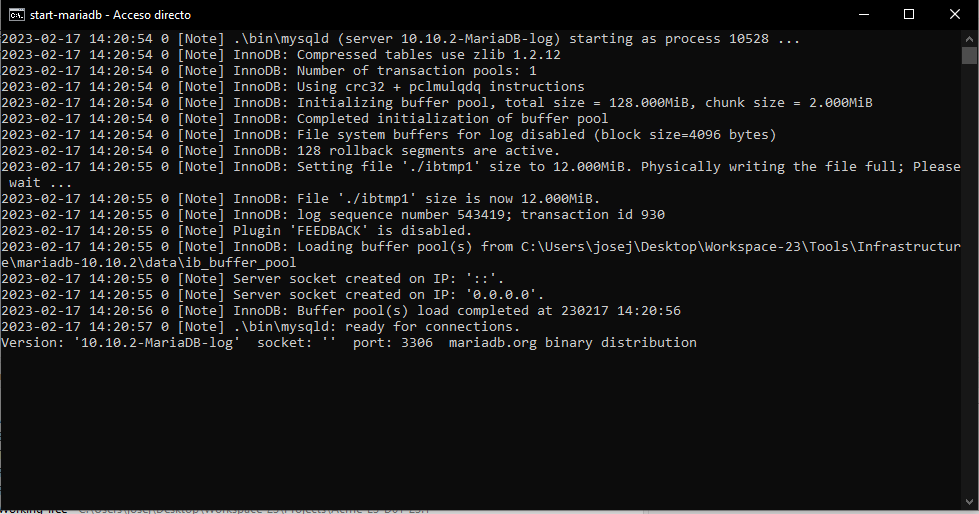 start-mariadb - Acceso directo
2023-02-17 14:20:54 0 [Note] .\bin\mysqld (server 10.10.2-MariaDB-log) starting as process 10528 ...
2023-02-17 14:20:54 0 [Note] InnoDB: Compressed tables use zlib 1.2.12
2023-02-17 14:20:54 0 [Note] InnoDB: Number of transaction pools: 1
2023-02-17 14:20:54 0 [Note] InnoDB: Using crc32 + pclmulqdq instructions
2023-02-17 14:20:54 0 [Note] InnoDB: Initializing buffer pool, total size = 128.000MiB, chunk size = 2.000MiB
2023-02-17 14:20:54 0 [Note] InnoDB: Completed initialization of buffer pool
2023-02-17 14:20:54 0 [Note] InnoDB: File system buffers for log disabled (block size=4096 bytes)
2023-02-17 14:20:54 0 [Note] InnoDB: 128 rollback segments are active.
2023-02-17 14:20:55 0 [Note] InnoDB: Setting file './ibtmp1' size to 12.000MiB. Physically writing the file full; Please
wait ...
2023-02-17 14:20:55 0 [Note] InnoDB: File './ibtmp1' size is now 12.000MiB.
2023-02-17 14:20:55 0 [Note] InnoDB: log sequence number 543419; transaction id 930
2023-02-17 14:20:55 0 [Note] Plugin 'FEEDBACK' is disabled.
2023-02-17 14:20:55 0 [Note] InnoDB: Loading buffer pool(s) from C:\Users\josej\Desktop\Workspace-23\Tools\Infrastructur
e\mariadb-10.10.2\data\ib_buffer_pool
2023-02-17 14:20:55 0 [Note] Server socket created on IP: '::'.
2023-02-17 14:20:55 0 [Note] Server socket created on IP: '0.0.0.0'.
2023-02-17 14:20:56 0 [Note] InnoDB: Buffer pool(s) load completed at 230217 14:20:56
2023-02-17 14:20:57 0 [Note] .\bin\mysqld: ready for connections.
Version: '10.10.2-MariaDB-log'  socket: ''  port: 3306  mariadb.org binary distribution